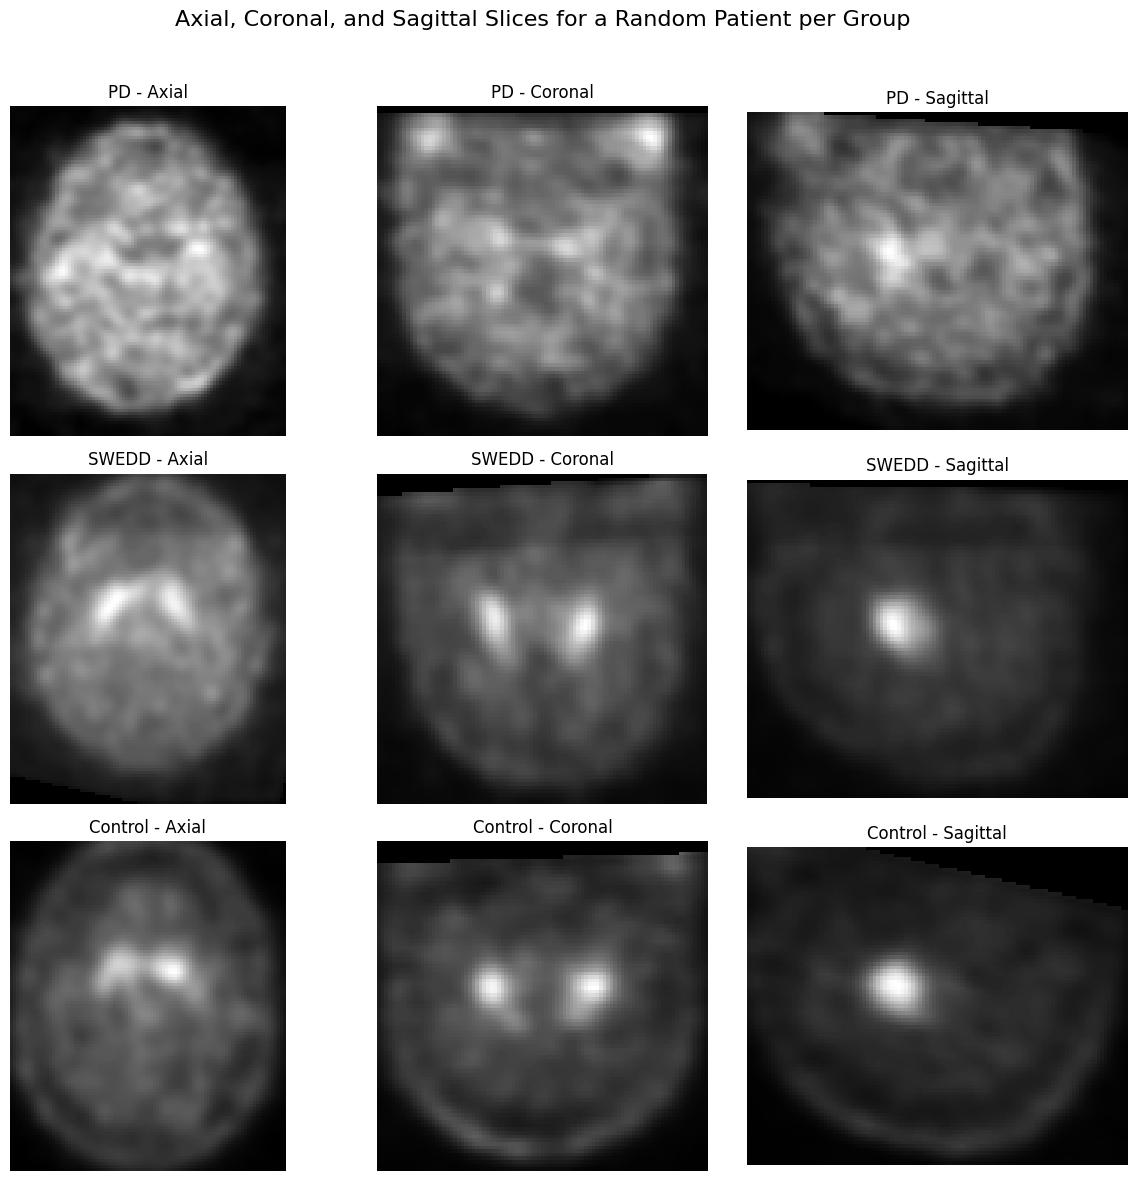 Axial, Coronal, and Sagittal Slices for a Random Patient per Group
PD - Axial
PD - Coronal
PD - Sagittal
SWEDD - Axial
SWEDD - Coronal
SWEDD - Sagittal
Control - Axial
Control - Coronal
Control - Sagittal